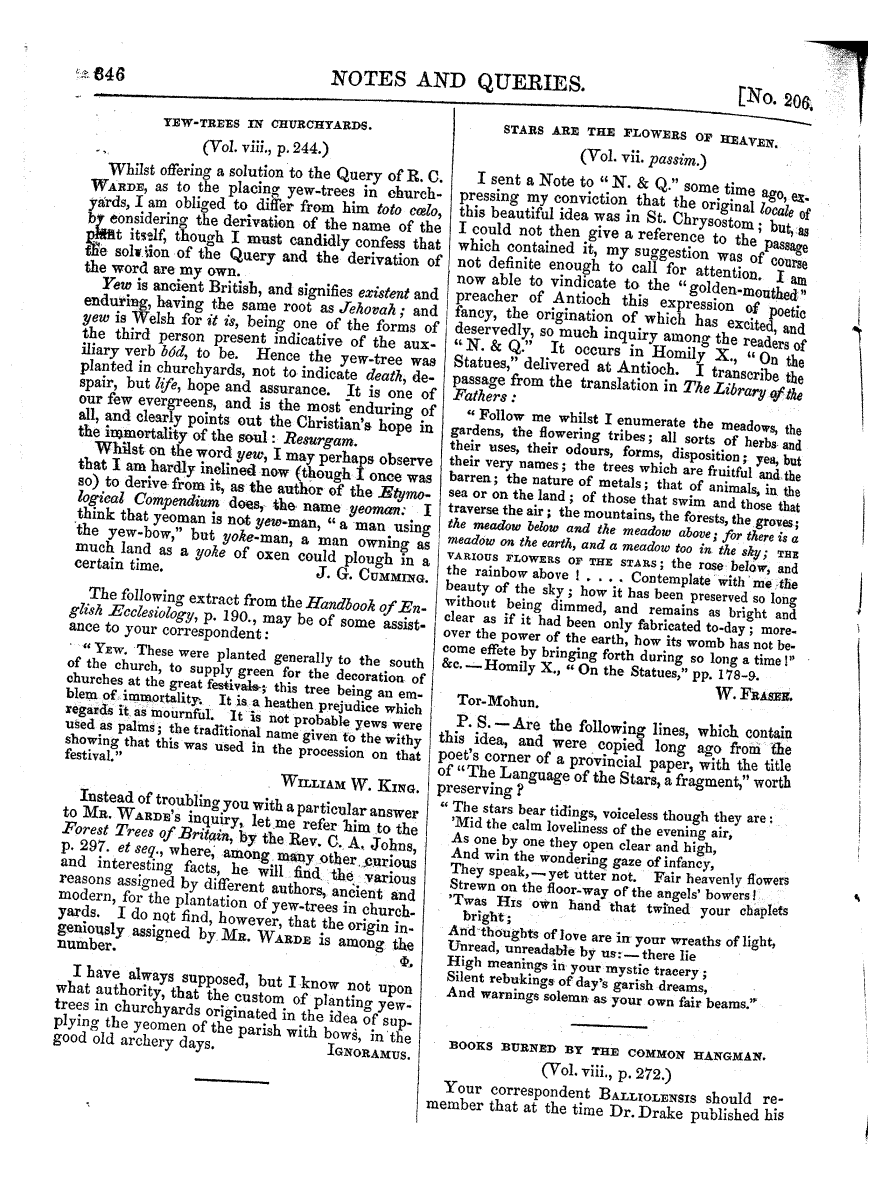 346
NOTES AND QUERIES.
[No. 206.
YEW-TREES IN CHURCHYARDS.
(Vol. viii., p. 244.)
Whilst offering a solution to the Query of R. C.
WARDE, as to the placing yew-trees in church-
yards, I am obliged to differ from him toto cœlo,
by considering the derivation of the name of the
plant itself, though I must candidly confess that
the solution of the Query and the derivation of
the word are my own.
Yew is ancient British, and signifies existent and
enduring, having the same root as Jehovah; and
yew is Welsh for it is, being one of the forms of
the third person present indicative of the aux-
iliary verb bód, to be. Hence the yew-tree was
planted in churchyards, not to indicate death, de-
spair, but life, hope and assurance. It is one of
our few evergreens, and is the most enduring of
all, and clearly points out the Christian's hope in
the immortality of the soul: Resurgam.
Whilst on the word yew, I may perhaps observe
that I am hardly inclined now (though I once was
so) to derive from it, as the author of the Etymo-
logical Compendium does, the name yeoman: I
think that yeoman is not yew-man, "a man using
the yew-bow," but yoke-man, a man owning as
much land as a yoke of oxen could plough in a
certain time. J. G. CUMMING.
The following extract from the Handbook of En-
glish Ecclesiology, p. 190., may be of some assist-
ance to your correspondent:
"YEW. These were planted generally to the south
of the church, to supply green for the decoration of
churches at the great festivals; this tree being an em-
blem of immortality. It is a heathen prejudice which
regards it as mournful. It is not probable yews were
used as palms; the traditional name given to the withy
showing that this was used in the procession on that
festival."
WILLIAM W. KING.
Instead of troubling you with a particular answer
to MR. WARDE's inquiry, let me refer him to the
Forest Trees of Britain, by the Rev. C. A. Johns,
p. 297. et seq., where, among many other curious
and interesting facts, he will find the various
reasons assigned by different authors, ancient and
modern, for the plantation of yew-trees in church-
yards. I do not find, however, that the origin in-
geniously assigned by MR. WARDE is among the
number. Φ.
I have always supposed, but I know not upon
what authority, that the custom of planting yew-
trees in churchyards originated in the idea of sup-
plying the yeomen of the parish with bows, in the
good old archery days. IGNORAMUS.
STARS ARE THE FLOWERS OF HEAVEN.
(Vol. vii. passim.)
I sent a Note to "N. & Q." some time ago, ex-
pressing my conviction that the original locale of
this beautiful idea was in St. Chrysostom; but, as
I could not then give a reference to the passage
which contained it, my suggestion was of course
not definite enough to call for attention. I am
now able to vindicate to the "golden-mouthed"
preacher of Antioch this expression of poetic
fancy, the origination of which has excited, and
deservedly, so much inquiry among the readers of
"N. & Q." It occurs in Homily X., "On the
Statues," delivered at Antioch. I transcribe the
passage from the translation in The Library of the
Fathers:
"Follow me whilst I enumerate the meadows, the
gardens, the flowering tribes; all sorts of herbs and
their uses, their odours, forms, disposition; yea, but
their very names; the trees which are fruitful and the
barren; the nature of metals; that of animals, in the
sea or on the land; of those that swim and those that
traverse the air; the mountains, the forests, the groves;
the meadow below and the meadow above; for there is a
meadow on the earth, and a meadow too in the sky; THE
VARIOUS FLOWERS OF THE STARS; the rose below, and
the rainbow above! . . . . Contemplate with me the
beauty of the sky; how it has been preserved so long
without being dimmed, and remains as bright and
clear as if it had been only fabricated to-day; more-
over the power of the earth, how its womb has not be-
come effete by bringing forth during so long a time!"
&c. — Homily X., "On the Statues," pp. 178-9.
W. FRASER.
Tor-Mohun.
P. S. — Are the following lines, which contain
this idea, and were copied long ago from the
poet's corner of a provincial paper, with the title
of "The Language of the Stars, a fragment," worth
preserving?
"The stars bear tidings, voiceless though they are:
'Mid the calm loveliness of the evening air,
As one by one they open clear and high,
And win the wondering gaze of infancy,
They speak, — yet utter not. Fair heavenly flowers
Strewn on the floor-way of the angels' bowers!
'Twas HIS own hand that twined your chaplets
bright;
And thoughts of love are in your wreaths of light,
Unread, unreadable by us: — there lie
High meanings in your mystic tracery;
Silent rebukings of day's garish dreams,
And warnings solemn as your own fair beams."
BOOKS BURNED BY THE COMMON HANGMAN.
(Vol. viii., p. 272.)
Your correspondent BALLIOLENSIS should re-
member that at the time Dr. Drake published his